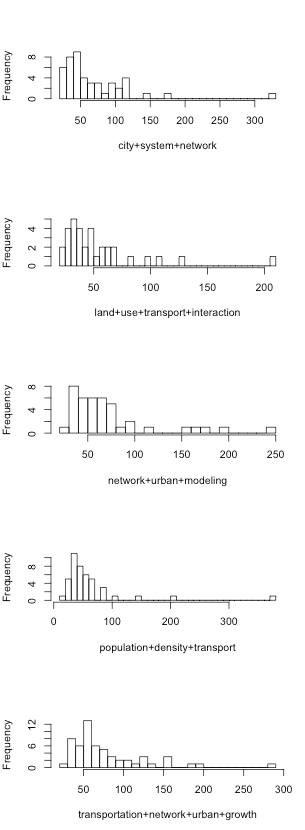 Frequency
0 4 8
50 100 150 200 250 300
city+system+network
Frequency
0 2 4
50 100 150 200
land+use+transport+interaction
Frequency
0 4 8
50 100 150 200 250
network+urban+modeling
Frequency
0 4 8
0 100 200 300
population+density+transport
Frequency
0 6 12
50 100 150 200 250 300
transportation+network+urban+growth